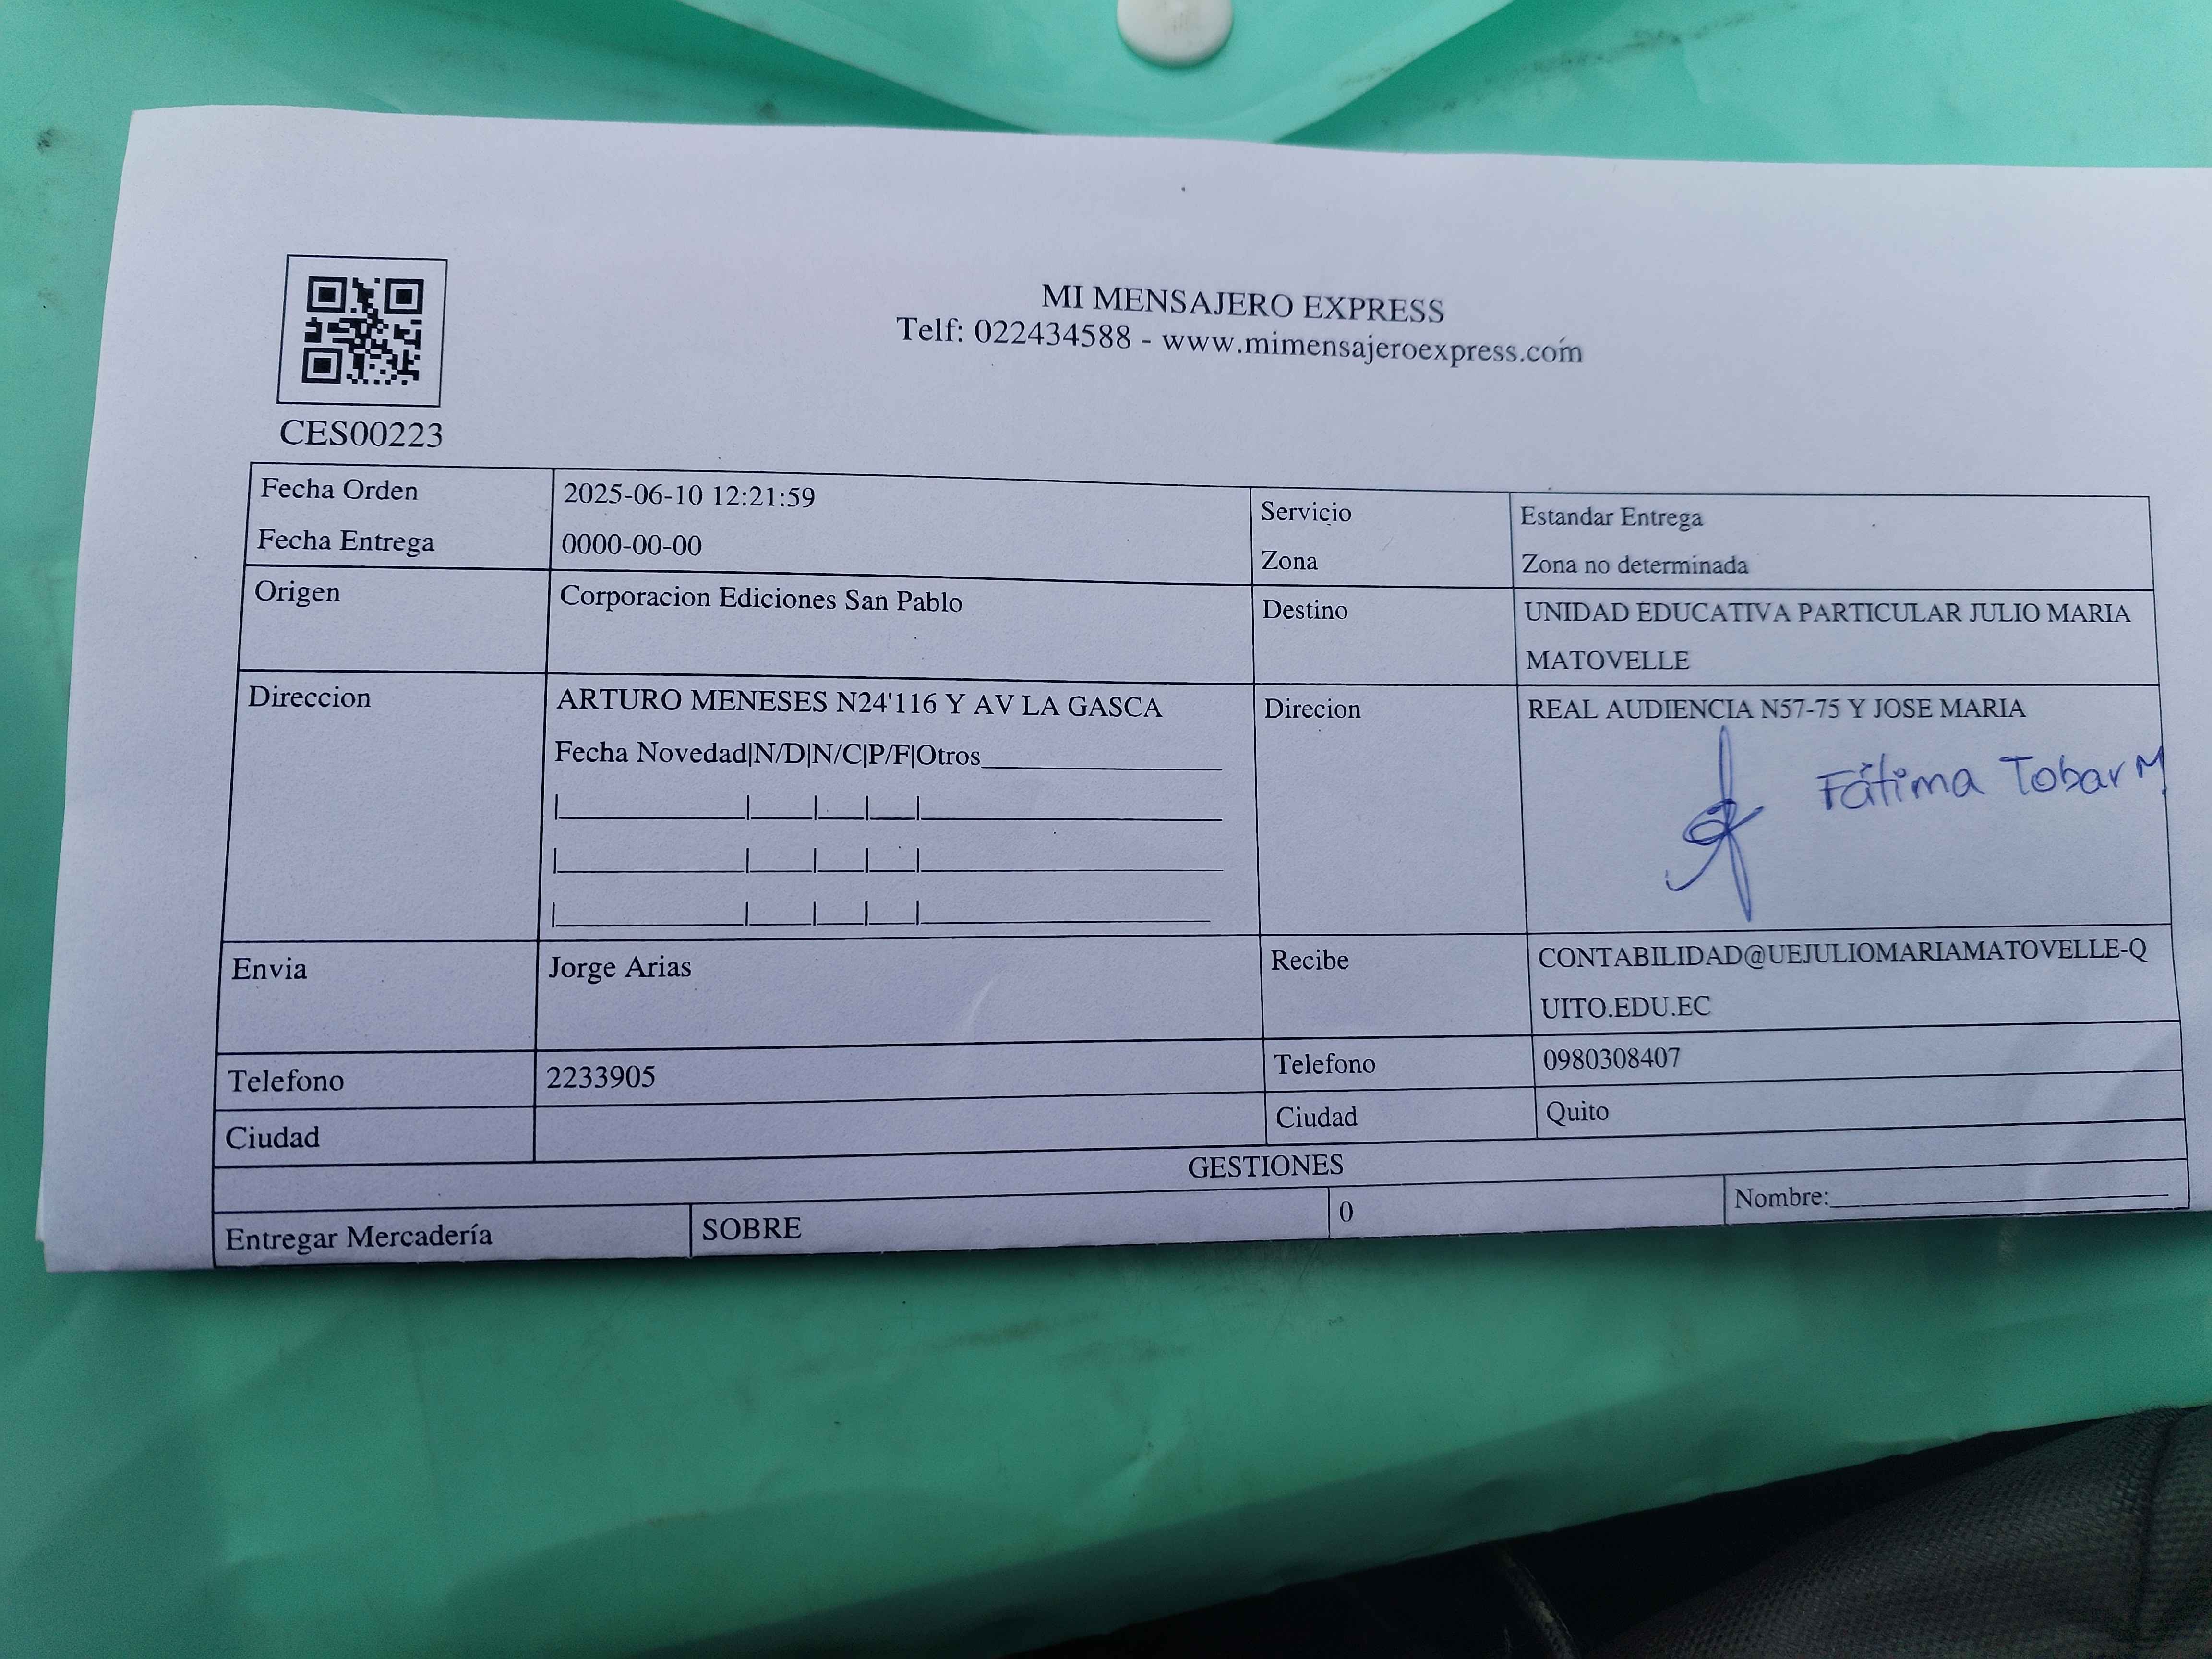 MI MENSAJERO EXPRESS
Telf: 022434588 - www.mimensajeroexpress.com
CES00223
Fecha Orden 2025-06-10 12:21:59 Servicio Estandar Entrega
Fecha Entrega 0000-00-00 Zona Zona no determinada
Origen Corporacion Ediciones San Pablo Destino UNIDAD EDUCATIVA PARTICULAR JULIO MARIA
MATOVELLE
Direccion ARTURO MENESES N24'116 Y AV LA GASCA Direcion REAL AUDIENCIA N57-75 Y JOSE MARIA
Fecha Novedad|N/D|N/C|P/F|Otros
Fátima Tobar M
Envia Jorge Arias Recibe CONTABILIDAD@UEJULIOMARIAMATOVELLE-Q
UITO.EDU.EC
Telefono 2233905 Telefono 0980308407
Ciudad Ciudad Quito
GESTIONES
Entregar Mercadería SOBRE 0 Nombre: